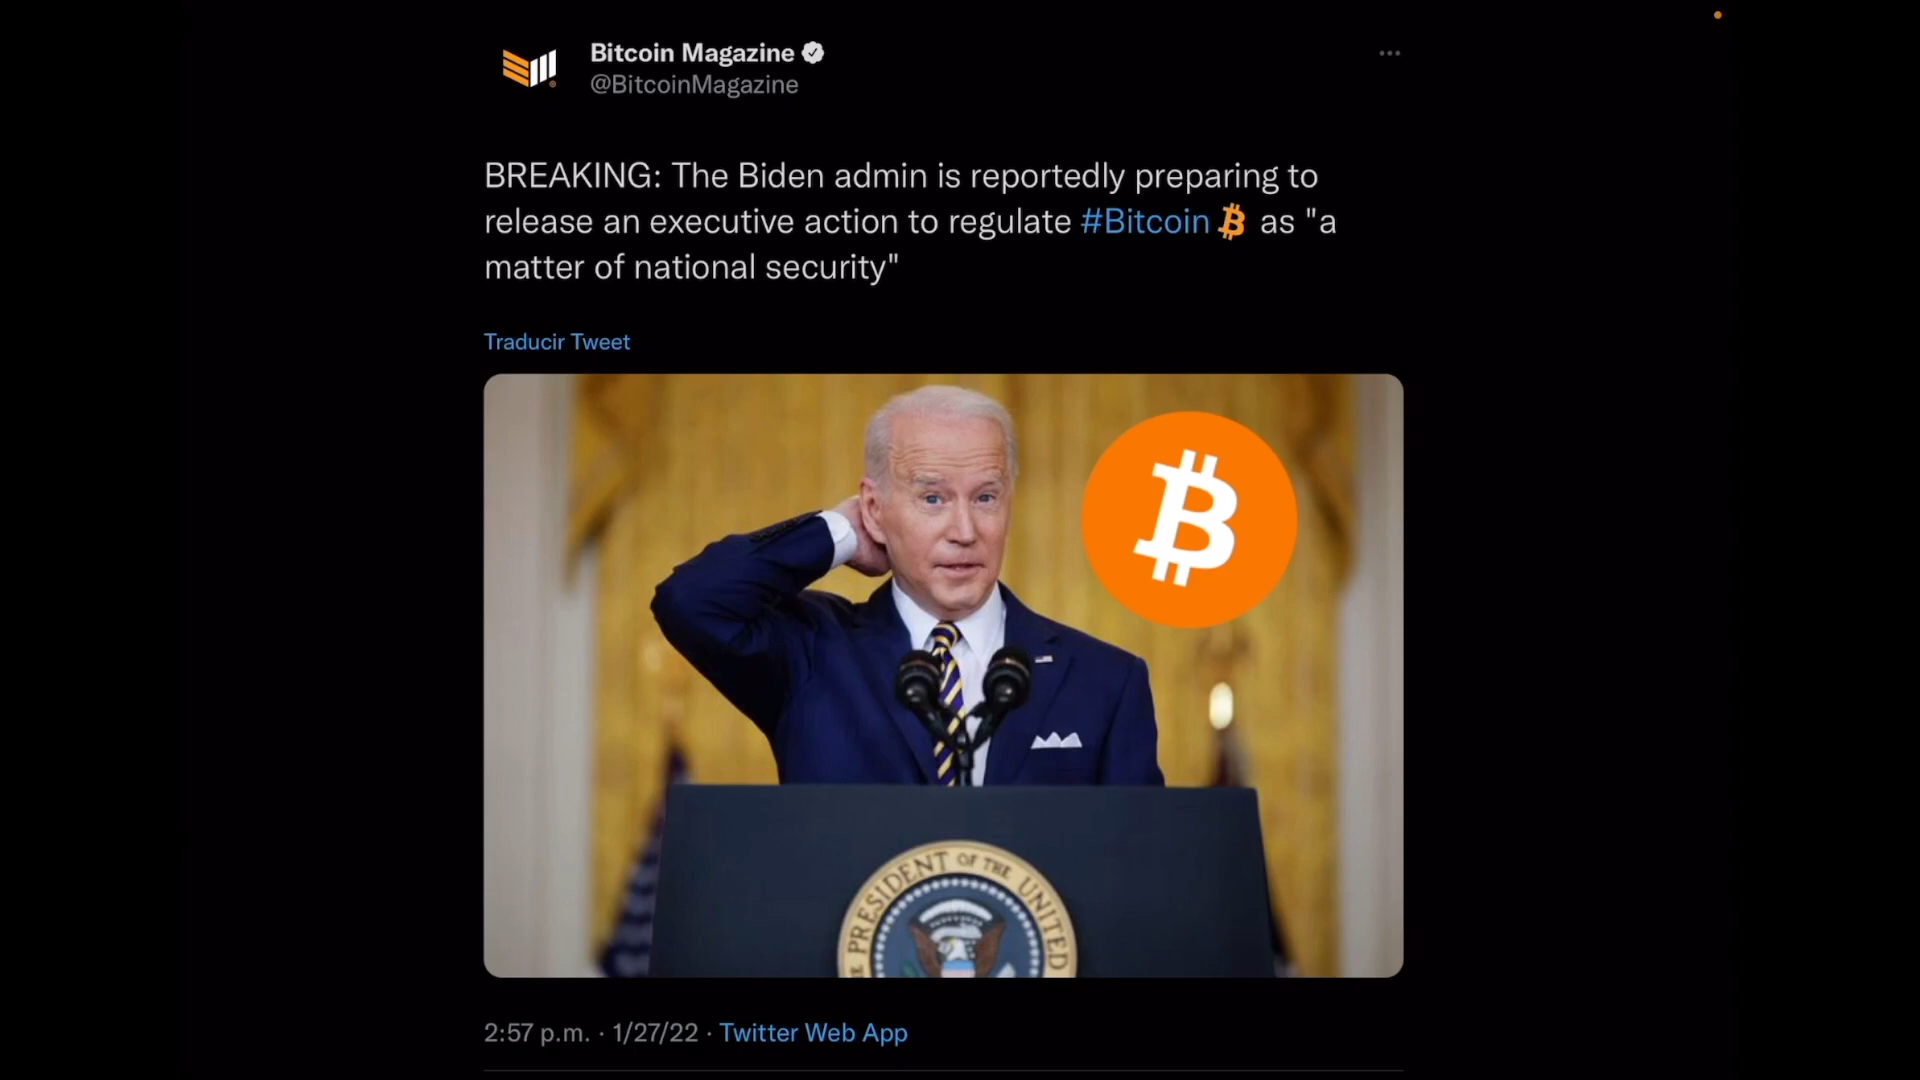 Bitcoin Magazine
@BitcoinMagazine
BREAKING: The Biden admin is reportedly preparing to
release an executive action to regulate #Bitcoin as "a
matter of national security"
Traducir Tweet
PRESIDENT OF THE UNITED
2:57 p.m. · 1/27/22 · Twitter Web App